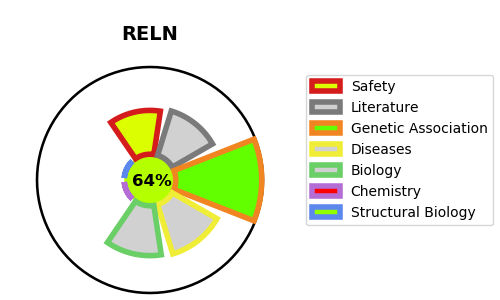 RELN
64%
Safety
Literature
Genetic Association
Diseases
Biology
Chemistry
Structural Biology